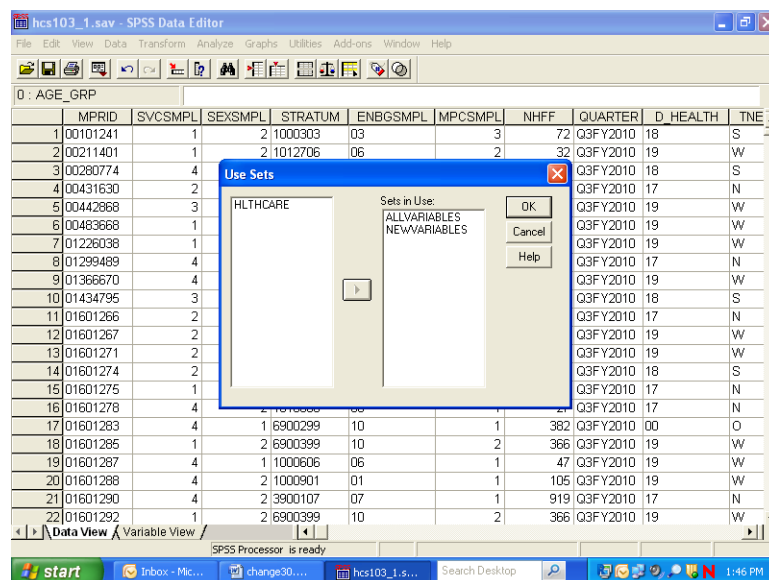 hcs103_1.sav - SPSS Data Editor
File Edit View Data Transform Analyze Graphs Utilities Add-ons Window Help
0 : AGE_GRP
MPRID SVCSMPL SEXSMPL STRATUM ENBGSMPL MPCSMPL NHFF QUARTER D_HEALTH TNE
1 00101241 1 2 1000303 03 3 72 Q3FY2010 18 S
2 00211401 1 2 1012706 06 2 32 Q3FY2010 19 W
3 00280774 4 Q3FY2010 18 S
4 00431630 2 Q3FY2010 17 N
5 00442868 3 Q3FY2010 19 W
6 00483668 1 Q3FY2010 19 W
7 01226038 1 Q3FY2010 19 W
8 01299489 4 Q3FY2010 17 N
9 01366670 4 Q3FY2010 19 W
10 01434795 3 Q3FY2010 18 S
11 01601266 2 Q3FY2010 17 N
12 01601267 2 Q3FY2010 19 W
13 01601271 2 Q3FY2010 19 W
14 01601274 2 Q3FY2010 18 S
15 01601275 1 Q3FY2010 17 N
16 01601278 4 Q3FY2010 17 N
17 01601283 4 1 6900299 10 1 382 Q3FY2010 00 O
18 01601285 1 2 6900399 10 2 366 Q3FY2010 19 W
19 01601287 4 1 1000606 06 1 47 Q3FY2010 19 W
20 01601288 4 2 1000901 01 1 105 Q3FY2010 19 W
21 01601290 4 2 3900107 07 1 919 Q3FY2010 17 N
22 01601292 1 2 6900399 10 2 366 Q3FY2010 19 W
Use Sets
HLTHCARE
Sets in Use:
ALLVARIABLES
NEWVARIABLES
OK
Cancel
Help
Data View Variable View
SPSS Processor is ready
start Inbox - Mic... change30.... hcs103_1.s... Search Desktop 1:46 PM